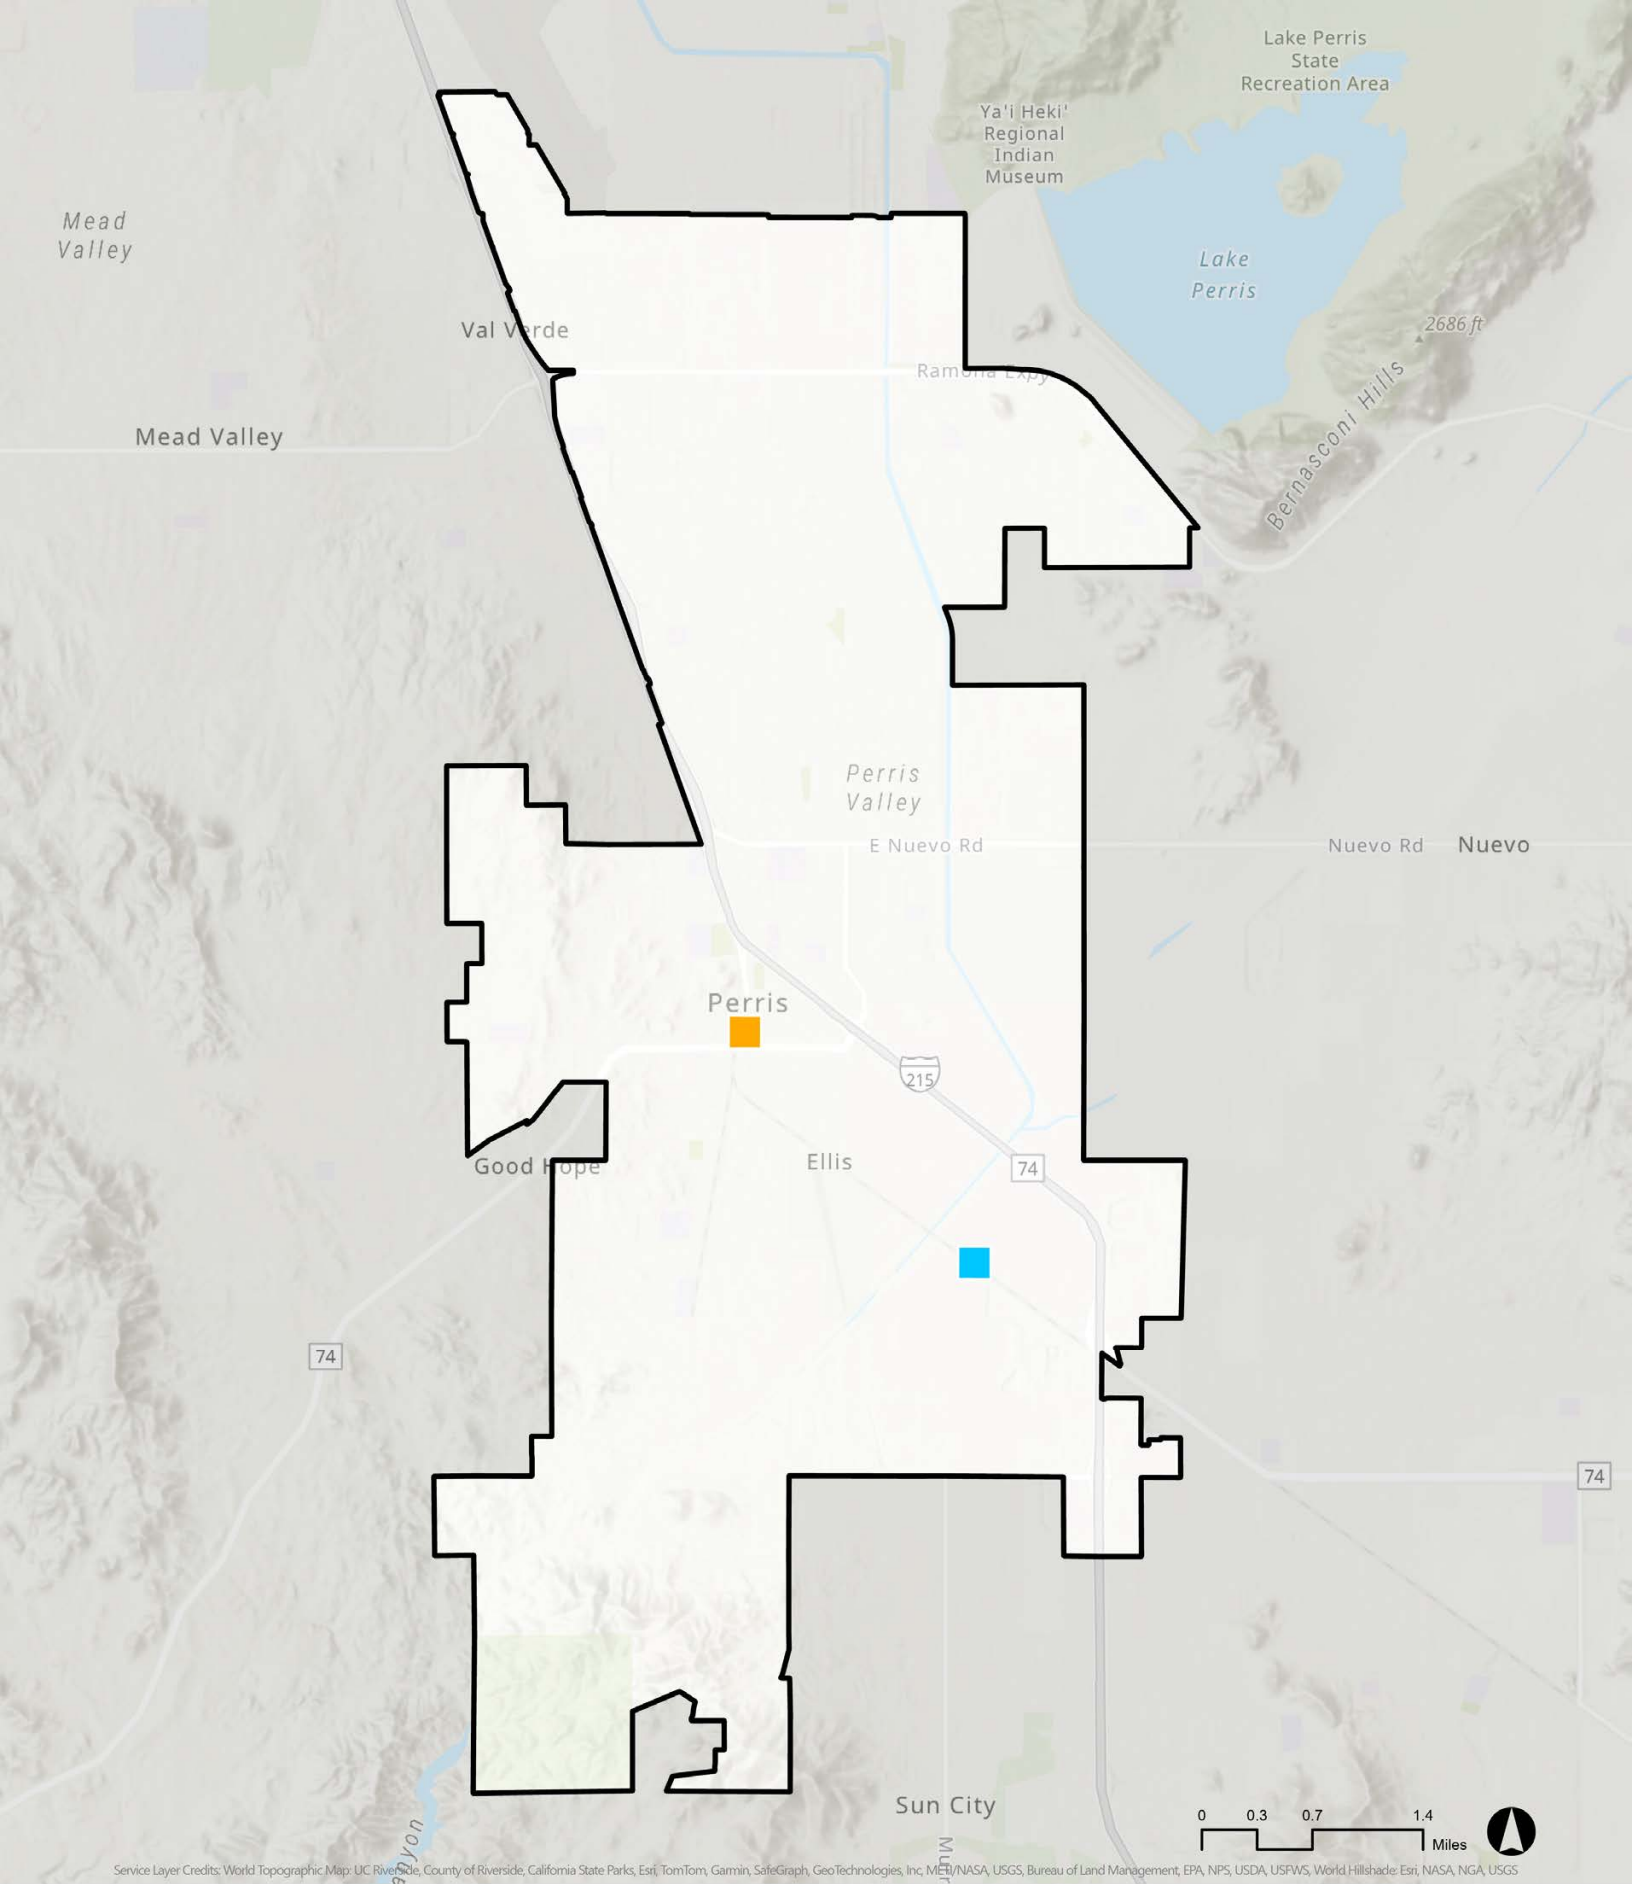 Lake Perris
State
Recreation Area
Ya'i Heki'
Regional
Indian
Museum
Mead
Valley
Lake
Perris
2686 ft
Val Verde
Ramona Expy
Bernasconi Hills
Mead Valley
Perris
Valley
E Nuevo Rd
Nuevo Rd
Nuevo
Perris
215
Ellis
74
Good Hope
74
74
Sun City
0 0.3 0.7 1.4
Miles
anyon
Service Layer Credits: World Topographic Map: UC Riverside, County of Riverside, California State Parks, Esri, TomTom, Garmin, SafeGraph, GeoTechnologies, Inc, METI/NASA, USGS, Bureau of Land Management, EPA, NPS, USDA, USFWS, World Hillshade: Esri, NASA, NGA, USGS